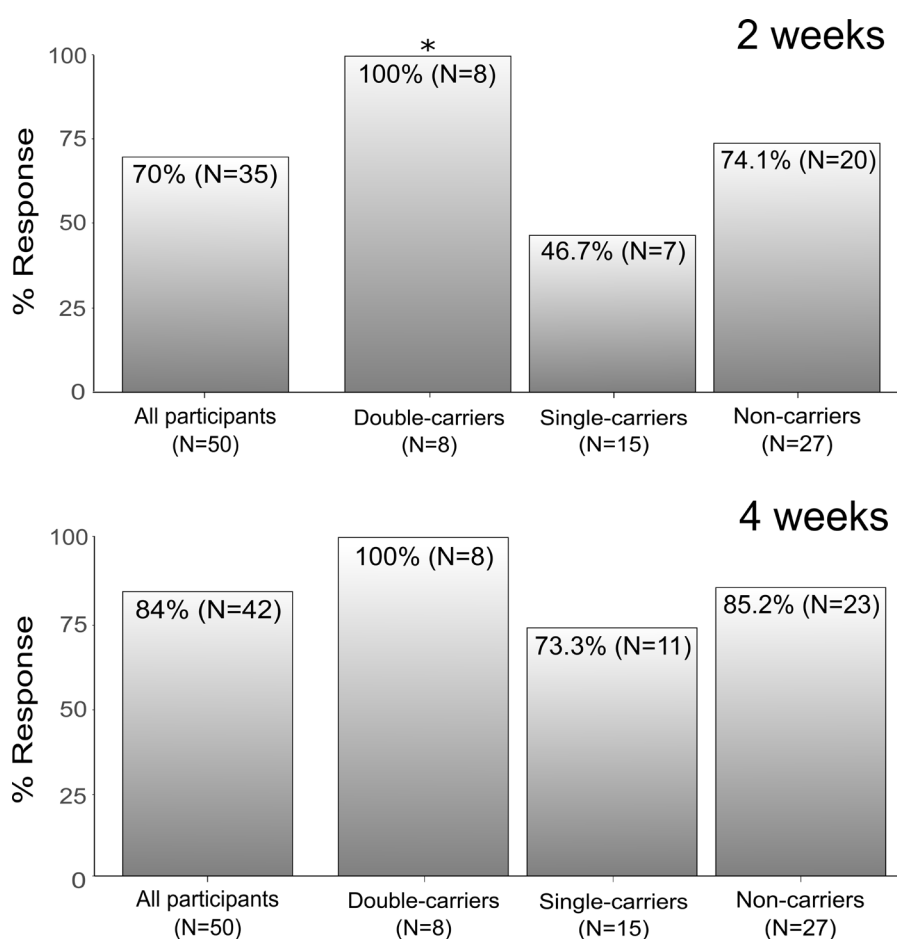 2 weeks
*
100
75
50
25
0
% Response
70% (N=35)
100% (N=8)
46.7% (N=7)
74.1% (N=20)
All participants
(N=50)
Double-carriers
(N=8)
Single-carriers
(N=15)
Non-carriers
(N=27)
4 weeks
100
75
50
25
0
% Response
84% (N=42)
100% (N=8)
73.3% (N=11)
85.2% (N=23)
All participants
(N=50)
Double-carriers
(N=8)
Single-carriers
(N=15)
Non-carriers
(N=27)